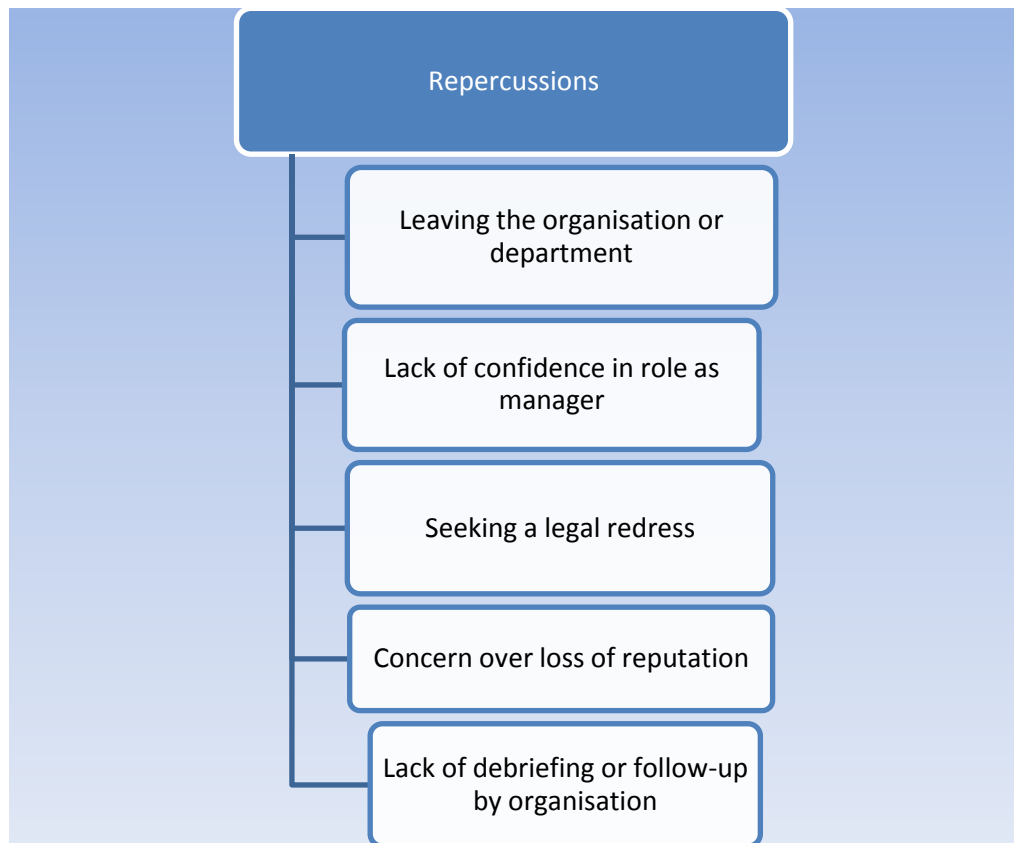 Repercussions
Leaving the organisation or
department
Lack of confidence in role as
manager
Seeking a legal redress
Concern over loss of reputation
Lack of debriefing or follow-up
by organisation